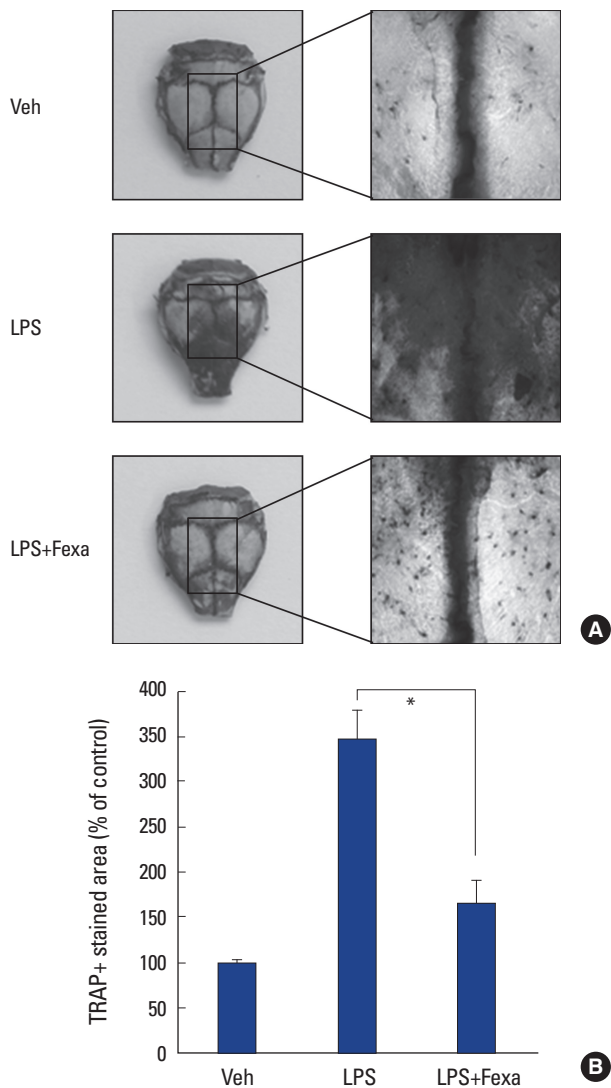 Veh
LPS
LPS+Fexa
A
TRAP+ stained area (% of control)
400
350
300
250
200
150
100
50
0
*
Veh LPS LPS+Fexa
B